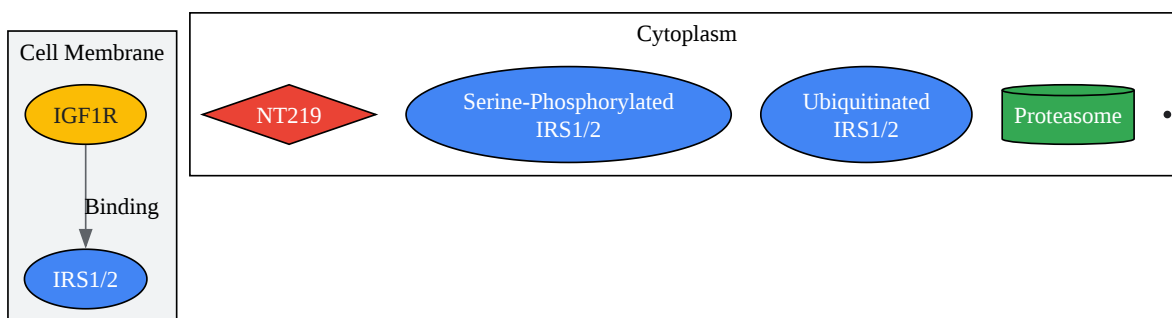 Cell Membrane
IGF1R
Binding
IRS1/2
Cytoplasm
NT219
Serine-Phosphorylated
IRS1/2
Ubiquitinated
IRS1/2
Proteasome